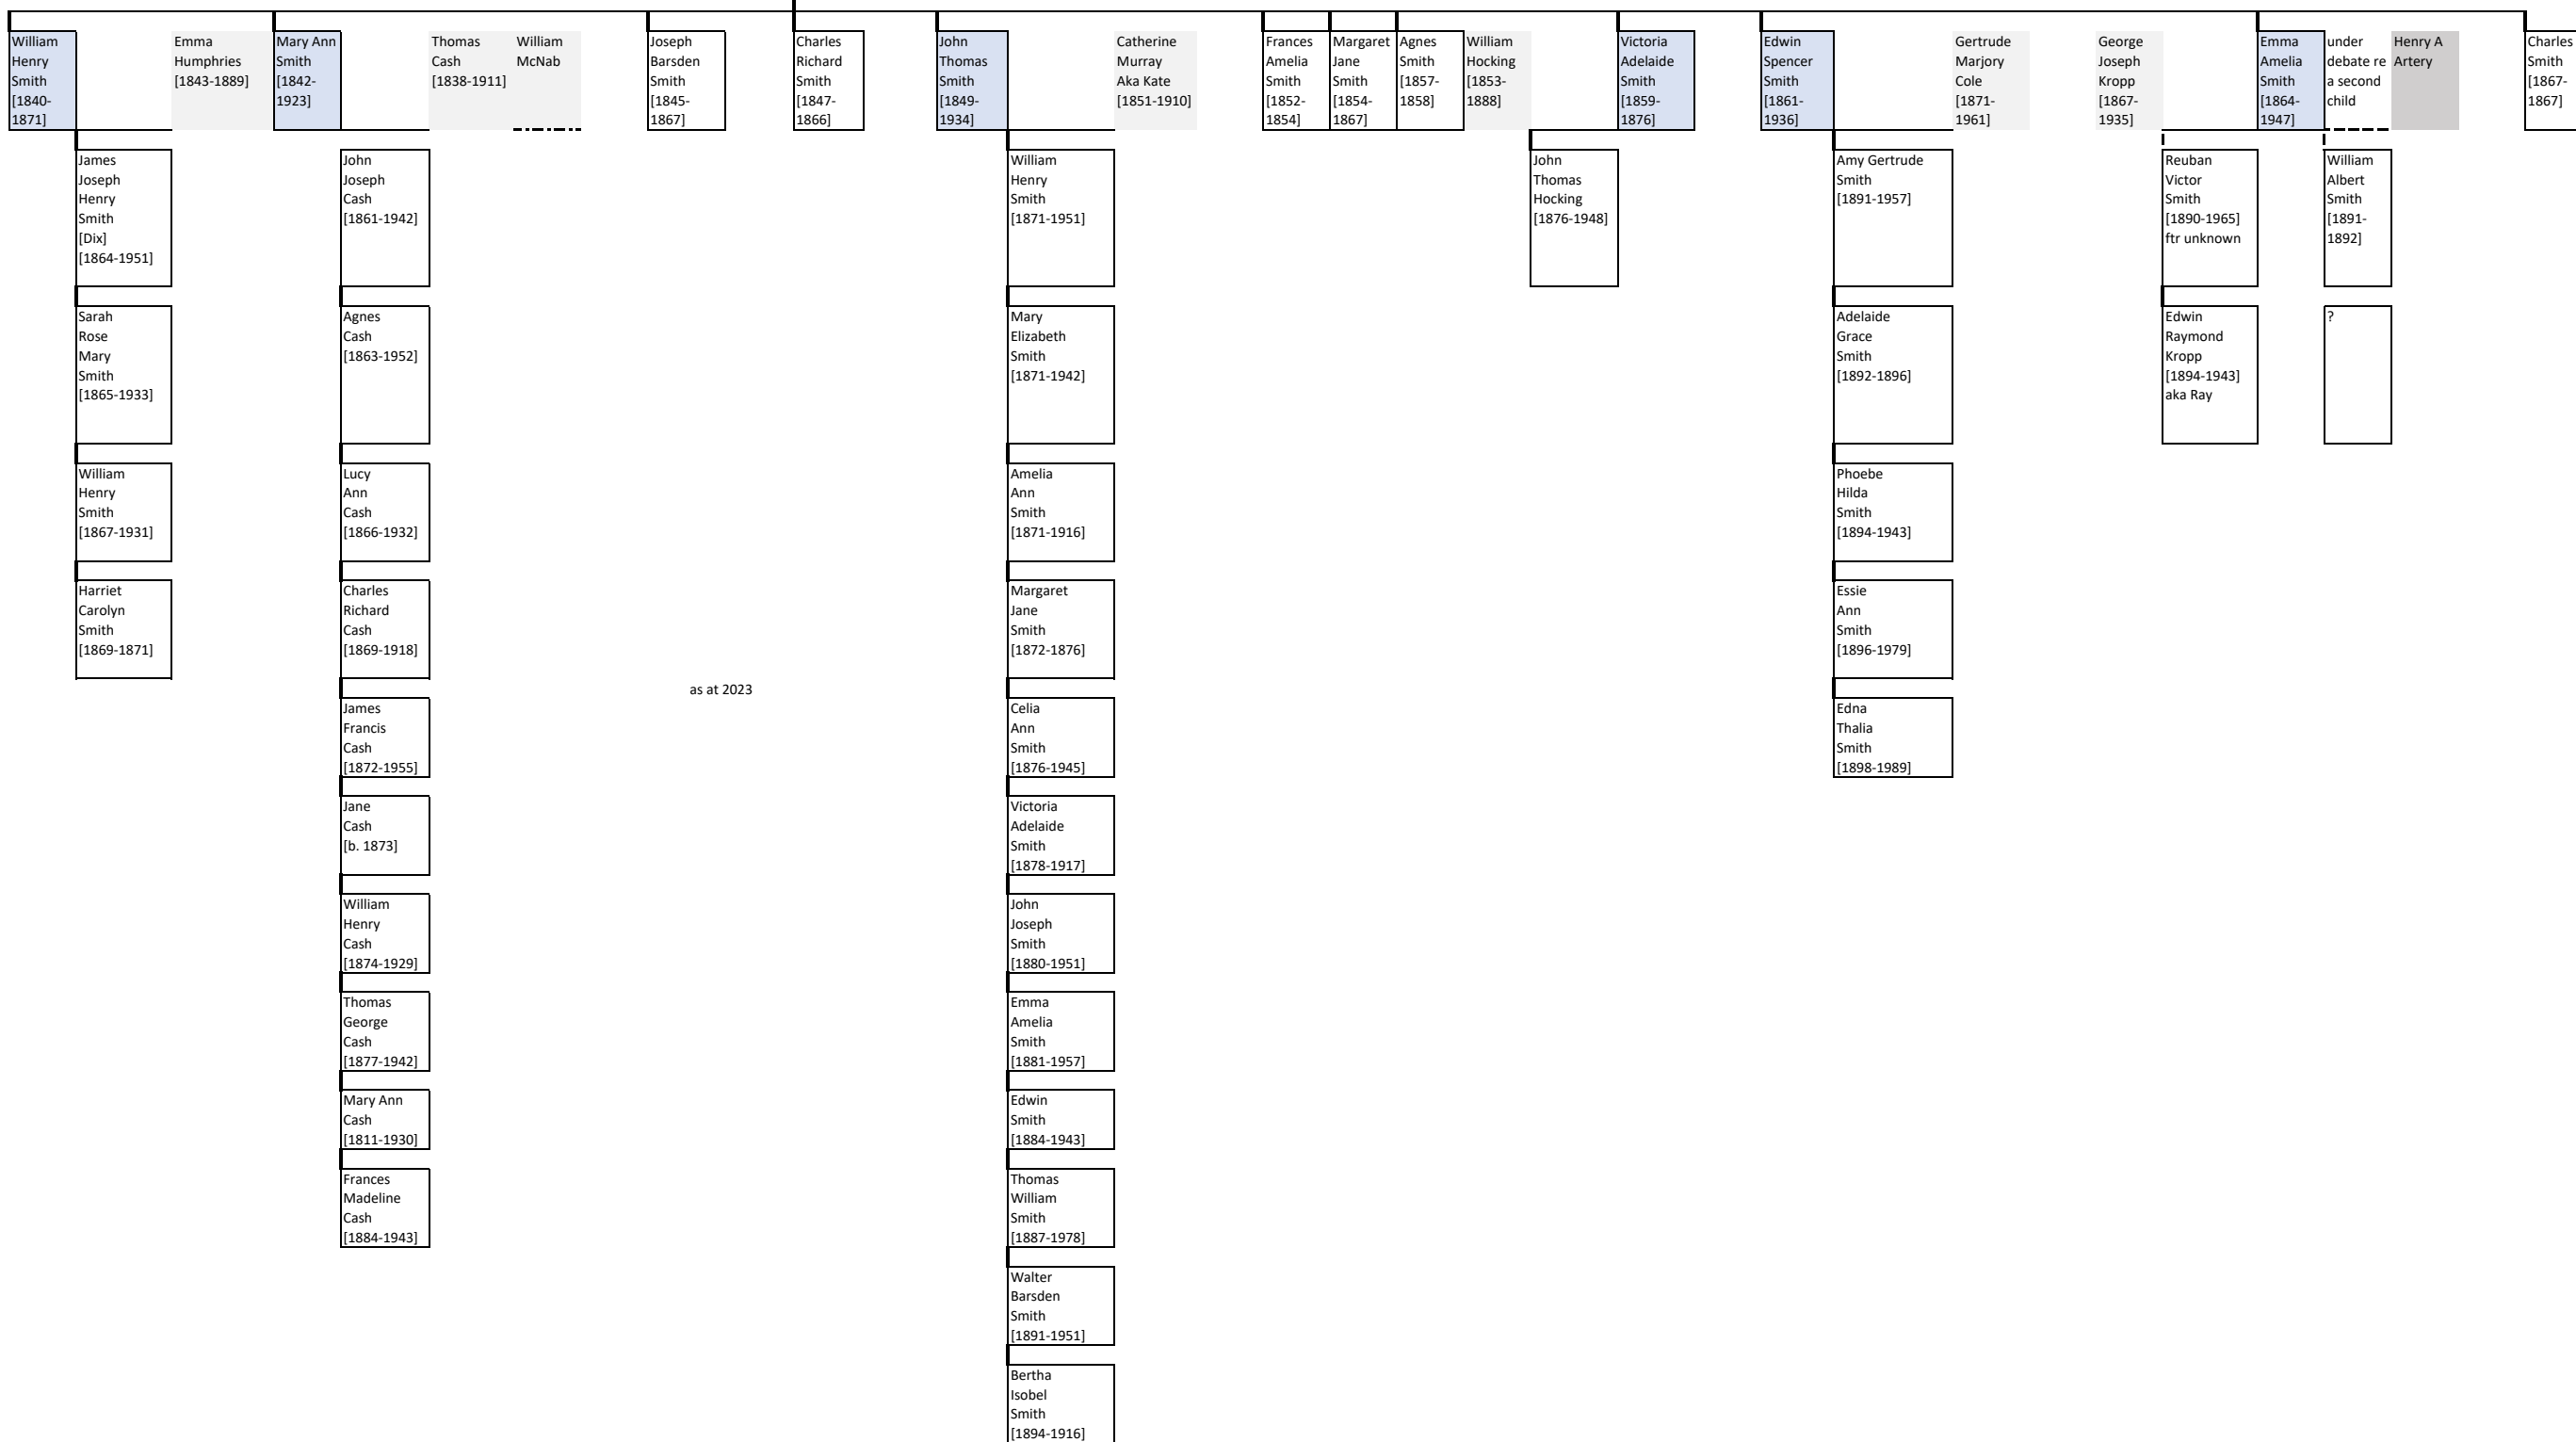 William
Henry
Smith
[1840-
1871]
Emma
Humphries
[1843-1889]
Mary Ann
Smith
[1842-
1923]
Thomas
Cash
[1838-1911]
William
McNab
Joseph
Barsden
Smith
[1845-
1867]
Charles
Richard
Smith
[1847-
1866]
John
Thomas
Smith
[1849-
1934]
Catherine
Murray
Aka Kate
[1851-1910]
Frances
Amelia
Smith
[1852-
1854]
Margaret
Jane
Smith
[1854-
1867]
Agnes
Smith
[1857-
1858]
William
Hocking
[1853-
1888]
Victoria
Adelaide
Smith
[1859-
1876]
Edwin
Spencer
Smith
[1861-
1936]
Gertrude
Marjory
Cole
[1871-
1961]
George
Joseph
Kropp
[1867-
1935]
Emma
Amelia
Smith
[1864-
1947]
under
debate re
a second
child
Henry A
Artery
Charles
Smith
[1867-
1867]
James
Joseph
Henry
Smith
[Dix]
[1864-1951]
Sarah
Rose
Mary
Smith
[1865-1933]
William
Henry
Smith
[1867-1931]
Harriet
Carolyn
Smith
[1869-1871]
John
Joseph
Cash
[1861-1942]
Agnes
Cash
[1863-1952]
Lucy
Ann
Cash
[1866-1932]
Charles
Richard
Cash
[1869-1918]
James
Francis
Cash
[1872-1955]
Jane
Cash
[b. 1873]
William
Henry
Cash
[1874-1929]
Thomas
George
Cash
[1877-1942]
Mary Ann
Cash
[1811-1930]
Frances
Madeline
Cash
[1884-1943]
as at 2023
William
Henry
Smith
[1871-1951]
Mary
Elizabeth
Smith
[1871-1942]
Amelia
Ann
Smith
[1871-1916]
Margaret
Jane
Smith
[1872-1876]
Celia
Ann
Smith
[1876-1945]
Victoria
Adelaide
Smith
[1878-1917]
John
Joseph
Smith
[1880-1951]
Emma
Amelia
Smith
[1881-1957]
Edwin
Smith
[1884-1943]
Thomas
William
Smith
[1887-1978]
Walter
Barsden
Smith
[1891-1951]
Bertha
Isobel
Smith
[1894-1916]
John
Thomas
Hocking
[1876-1948]
Amy Gertrude
Smith
[1891-1957]
Adelaide
Grace
Smith
[1892-1896]
Phoebe
Hilda
Smith
[1894-1943]
Essie
Ann
Smith
[1896-1979]
Edna
Thalia
Smith
[1898-1989]
Reuban
Victor
Smith
[1890-1965]
ftr unknown
Edwin
Raymond
Kropp
[1894-1943]
aka Ray
William
Albert
Smith
[1891-
1892]
?